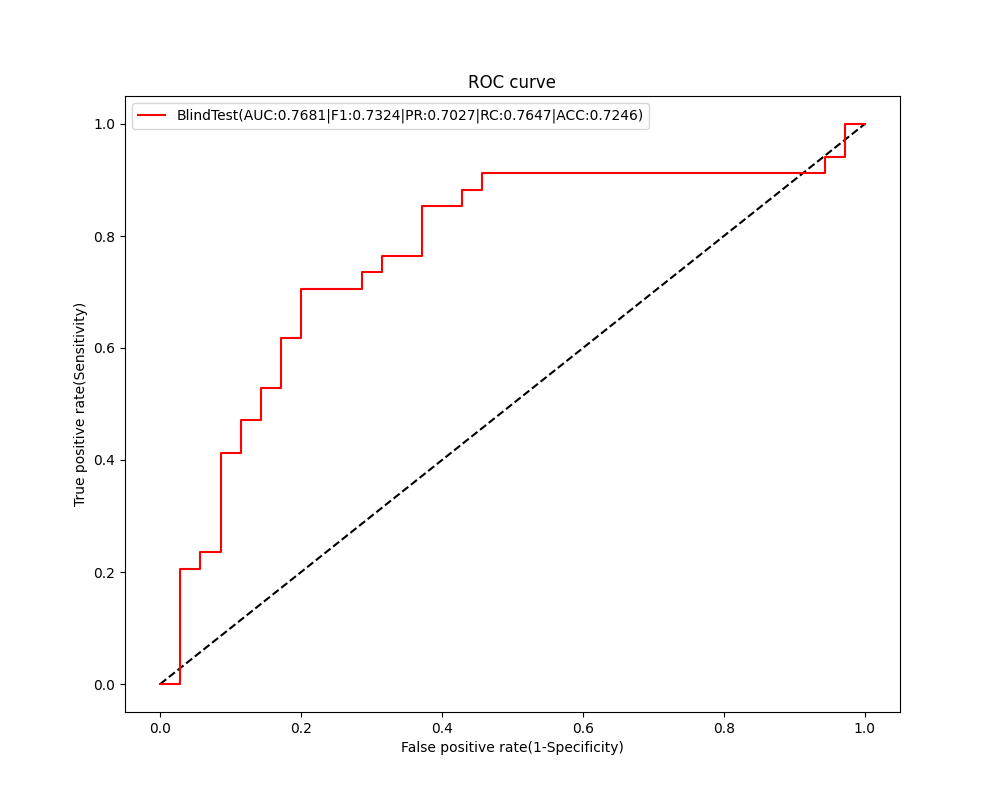 ROC curve
BlindTest(AUC:0.7681|F1:0.7324|PR:0.7027|RC:0.7647|ACC:0.7246)
1.0
0.8
0.6
0.4
0.2
0.0
True positive rate(Sensitivity)
0.0 0.2 0.4 0.6 0.8 1.0
False positive rate(1-Specificity)